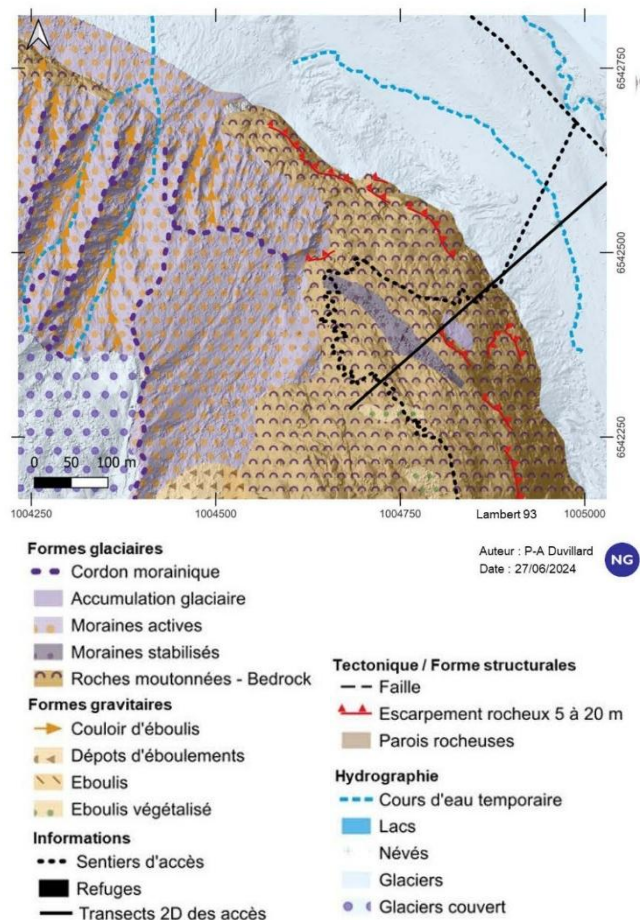 6542750
6542500
6542250
0 50 100 m
Lambert 93
1004250
1004500
1004750
1005000
Auteur : P-A Duvillard
Date : 27/06/2024
NG
Formes glaciaires
Cordon morainique
Accumulation glaciaire
Moraines actives
Moraines stabilisés
Roches moutonnées - Bedrock
Formes gravitaires
Couloir d'éboulis
Dépots d'éboulements
Eboulis
Eboulis végétalisé
Informations
Sentiers d'accès
Refuges
Transects 2D des accès
Tectonique / Forme structurales
Faille
Escarpement rocheux 5 à 20 m
Parois rocheuses
Hydrographie
Cours d'eau temporaire
Lacs
Névés
Glaciers
Glaciers couvert